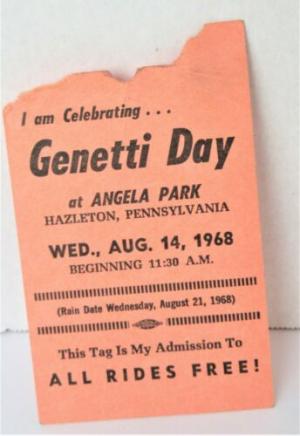 I am Celebrating . . .
Genetti Day
at ANGELA PARK
HAZLETON, PENNSYLVANIA
WED., AUG. 14, 1968
BEGINNING 11:30 A.M.
(Rain Date Wednesday, August 21, 1968)
This Tag Is My Admission To
ALL RIDES FREE!